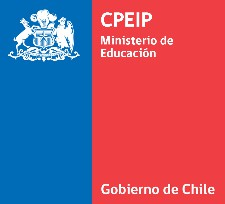 CPEIP
Ministerio de
Educación
Gobierno de Chile